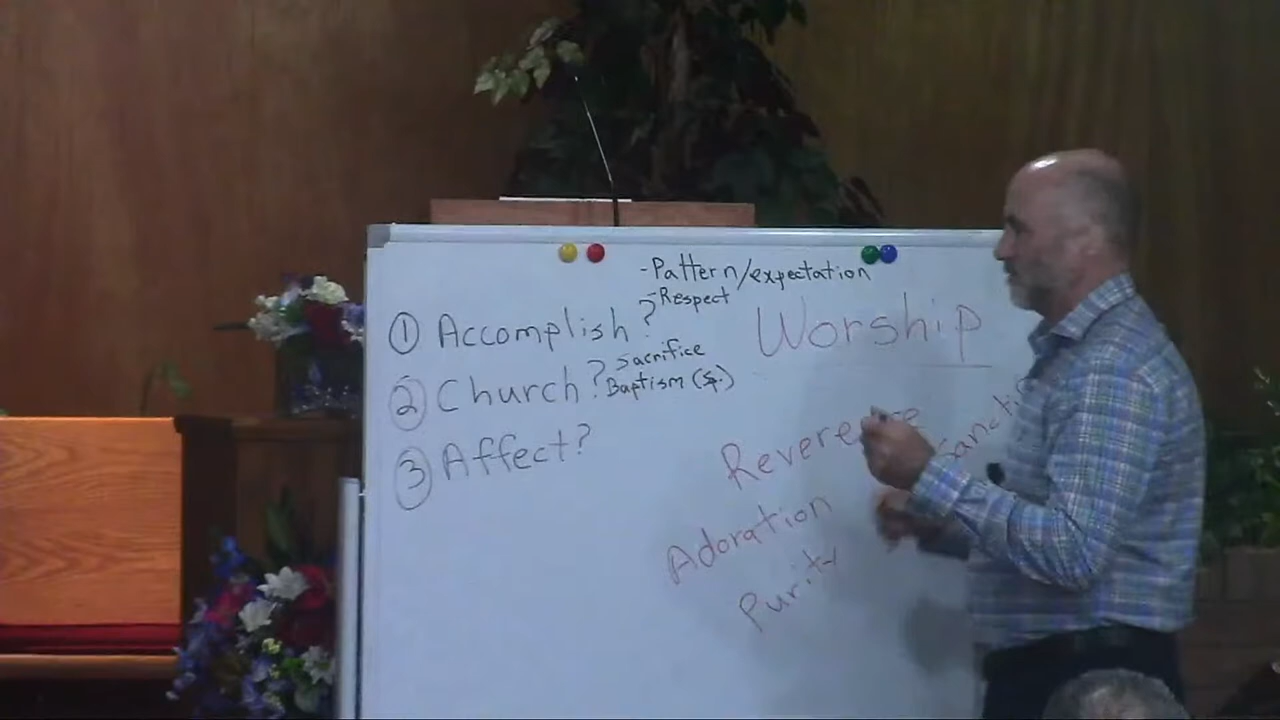 -Pattern/expectation
-Respect
① Accomplish?
Worship
Sacrifice
② Church?
Baptism (s.)
③ Affect?
Reverence
Adoration
Purity